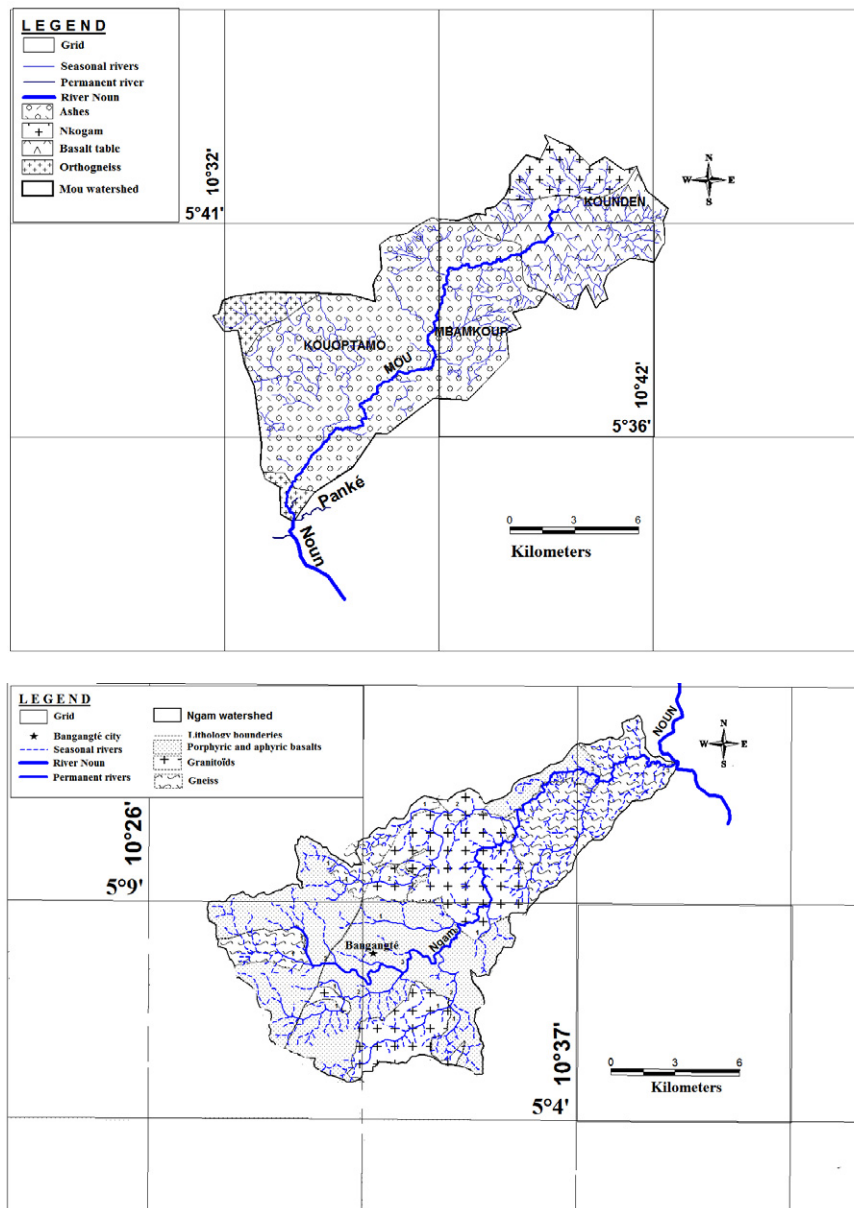 LEGEND
Grid
Seasonal rivers
Permanent river
River Noun
Ashes
Nkogam
Basalt table
Orthogneiss
Mou watershed
10°32'
5°41'
N
W E
S
KOUNDEN
MBAMKOUP
KOUOPTAMO
MOU
10°42'
5°36'
Panké
Noun
0 3 6
Kilometers
LEGEND
Grid
Bangangté city
Seasonal rivers
River Noun
Permanent rivers
Ngam watershed
Lithology bounderies
Porphyric and aphyric basalts
Granitoïds
Gneiss
NOUN
N
W E
S
10°26'
5°9'
Bangangté
Ngam
10°37'
5°4'
0 3 6
Kilometers